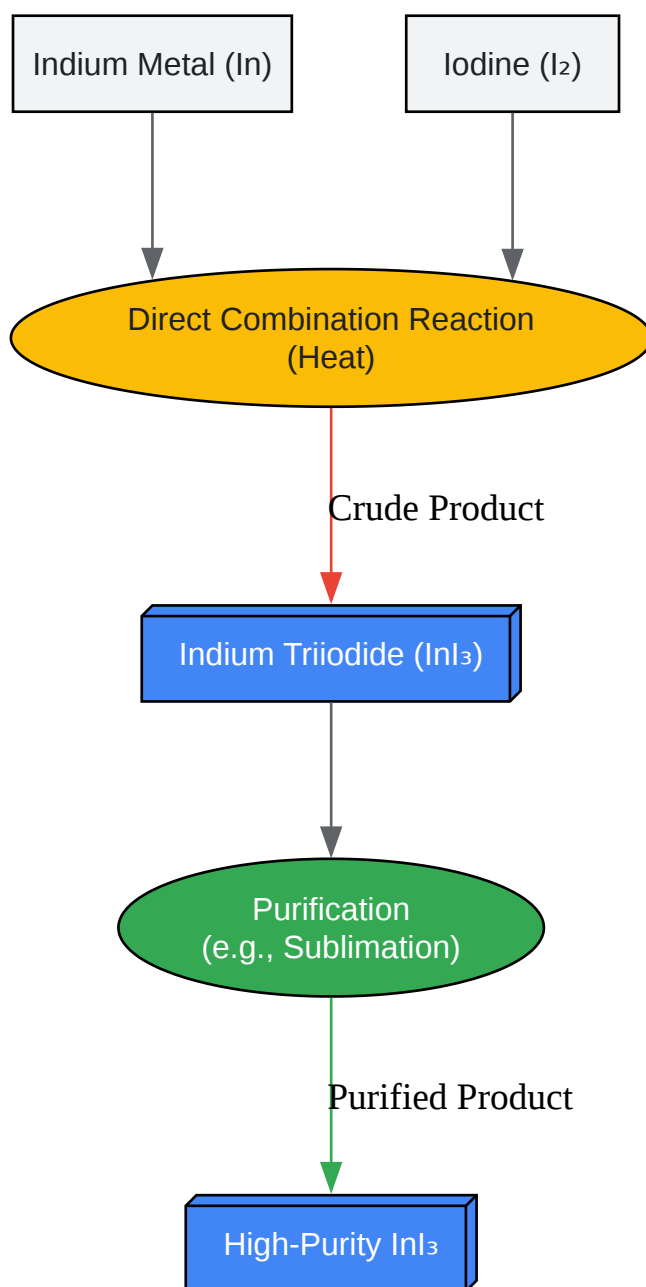 Indium Metal (In)
Iodine (I₂)
Direct Combination Reaction
(Heat)
Crude Product
Indium Triiodide (InI₃)
Purification
(e.g., Sublimation)
Purified Product
High-Purity InI₃